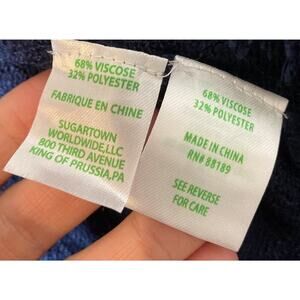 68% VISCOSE
32% POLYESTER
FABRIQUE EN CHINE
SUGARTOWN
WORLDWIDE,LLC
800 THIRD AVENUE
KING OF PRUSSIA,PA
68% VISCOSE
32% POLYESTER
MADE IN CHINA
RN# 88189
SEE REVERSE
FOR CARE